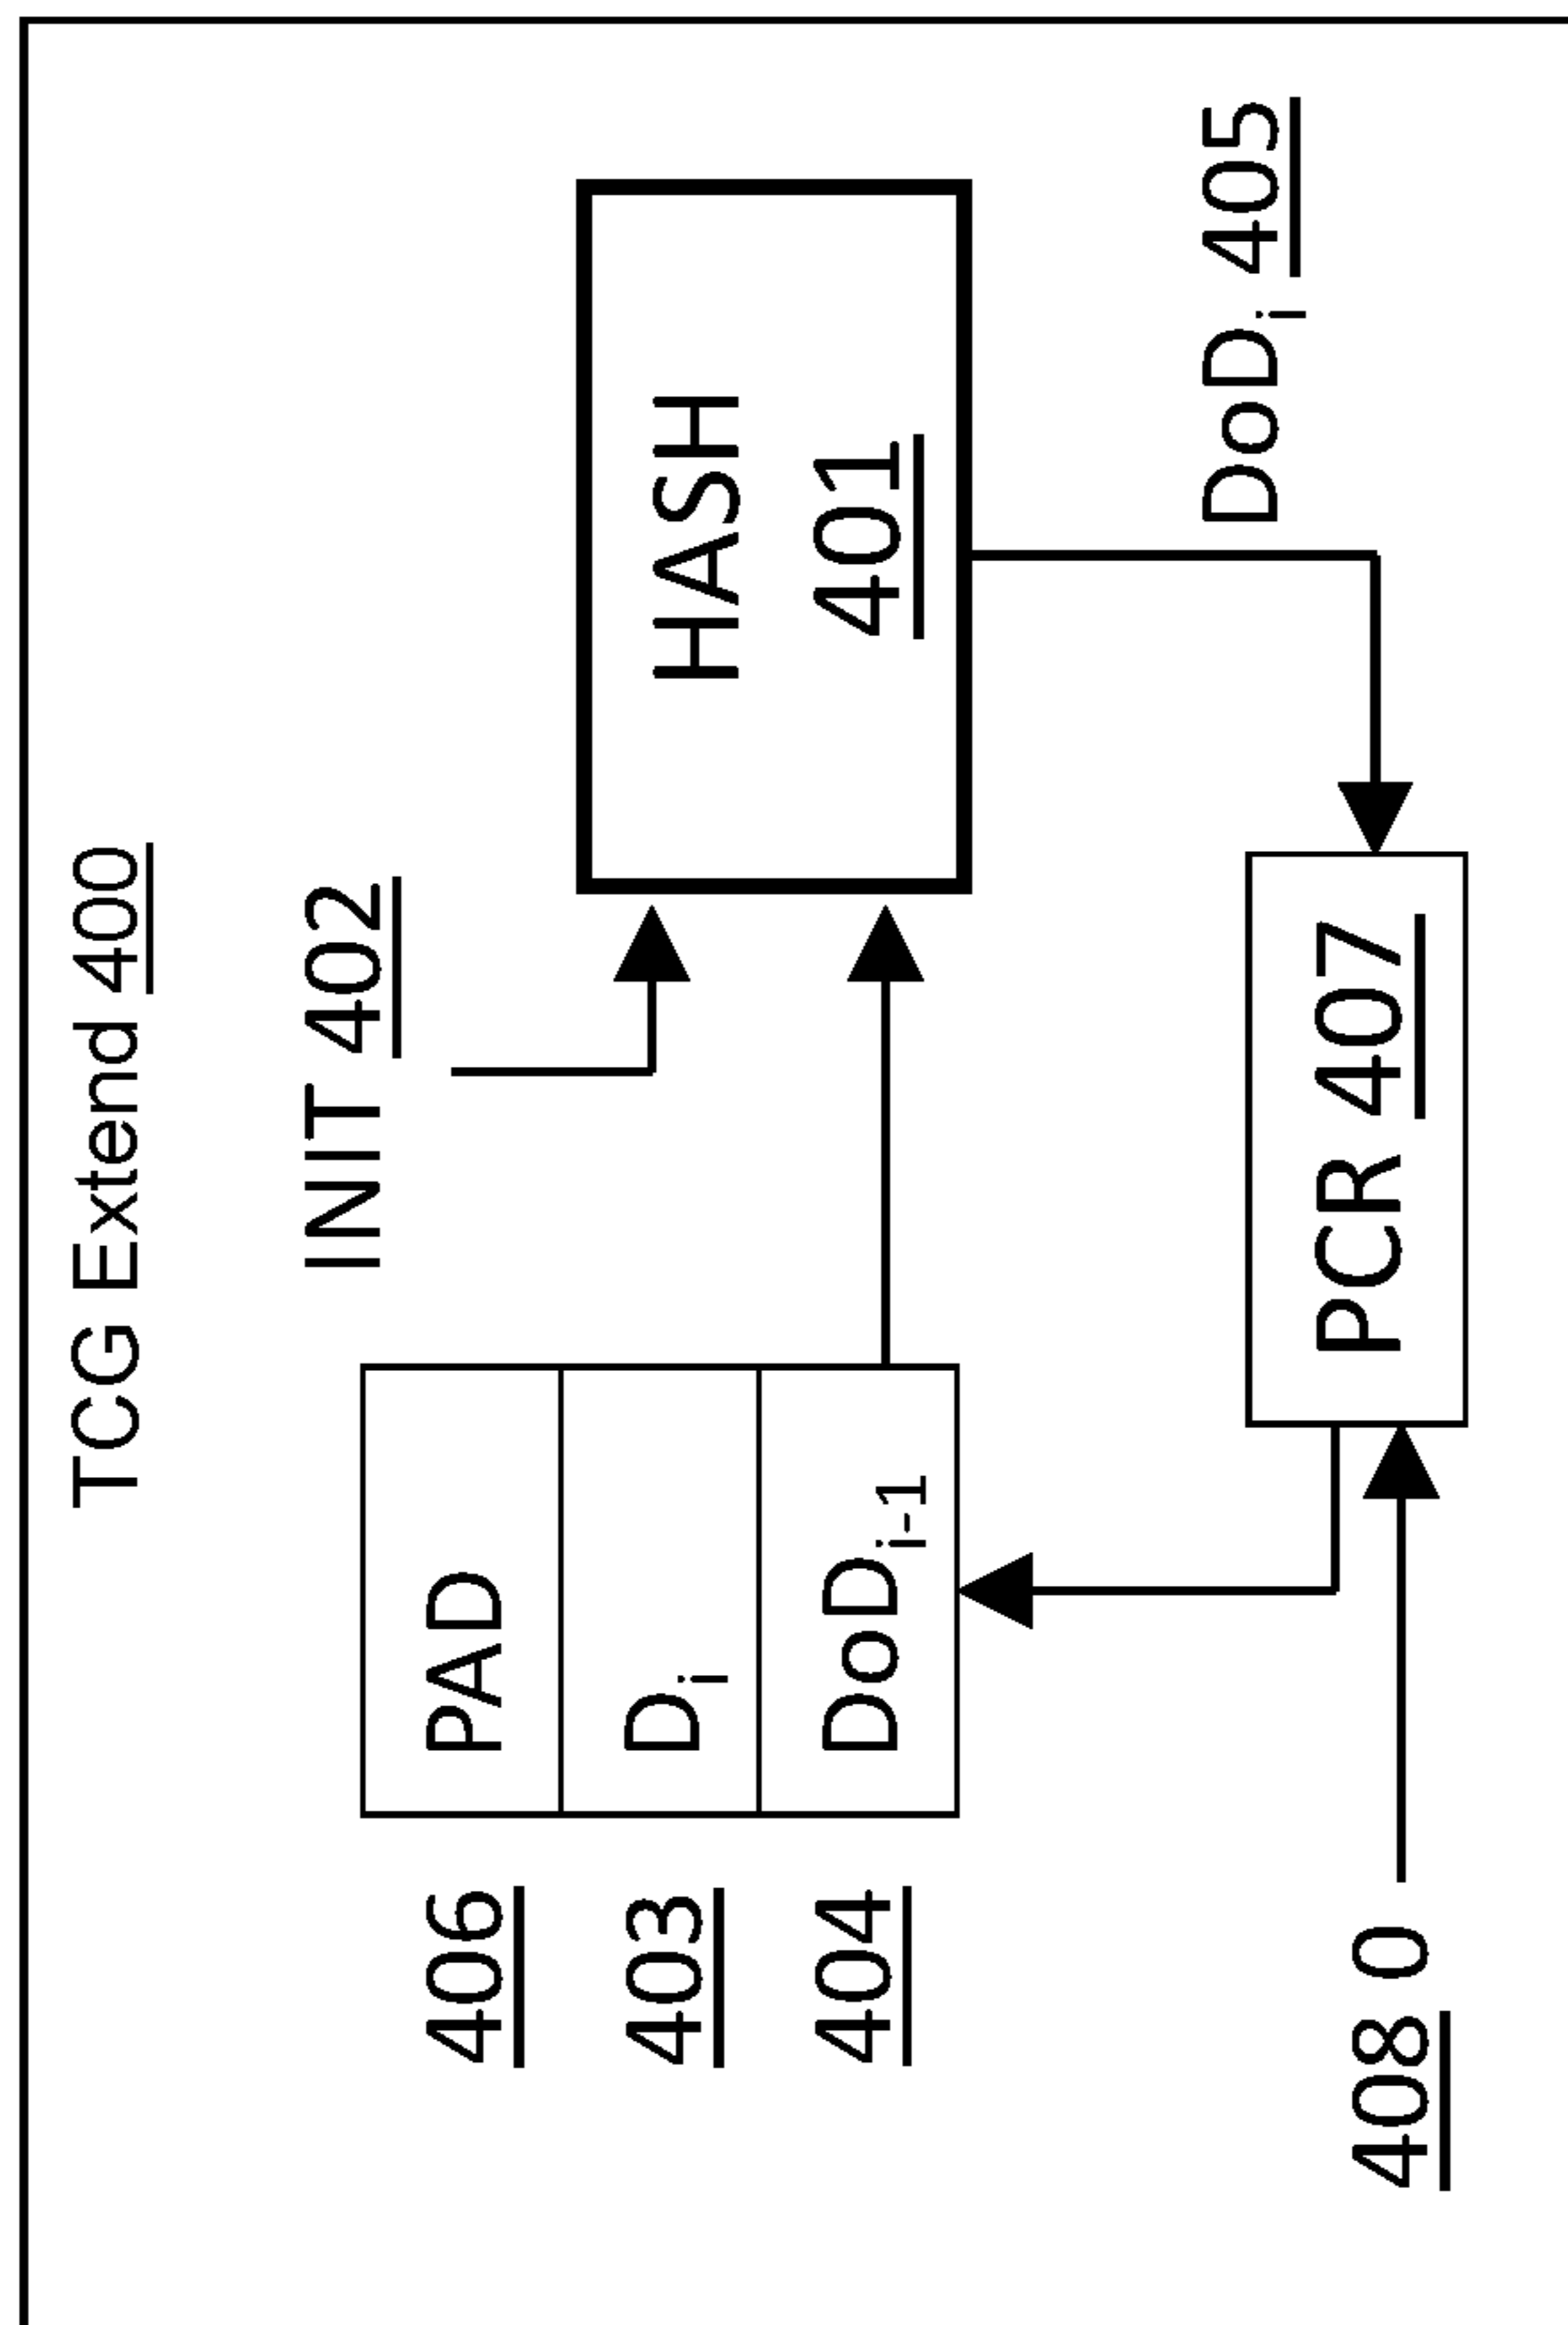 TCG Extend 400
INIT 402
406 PAD
403 Di
404 DoDi-1
HASH
401
DoDi 405
PCR 407
408 0